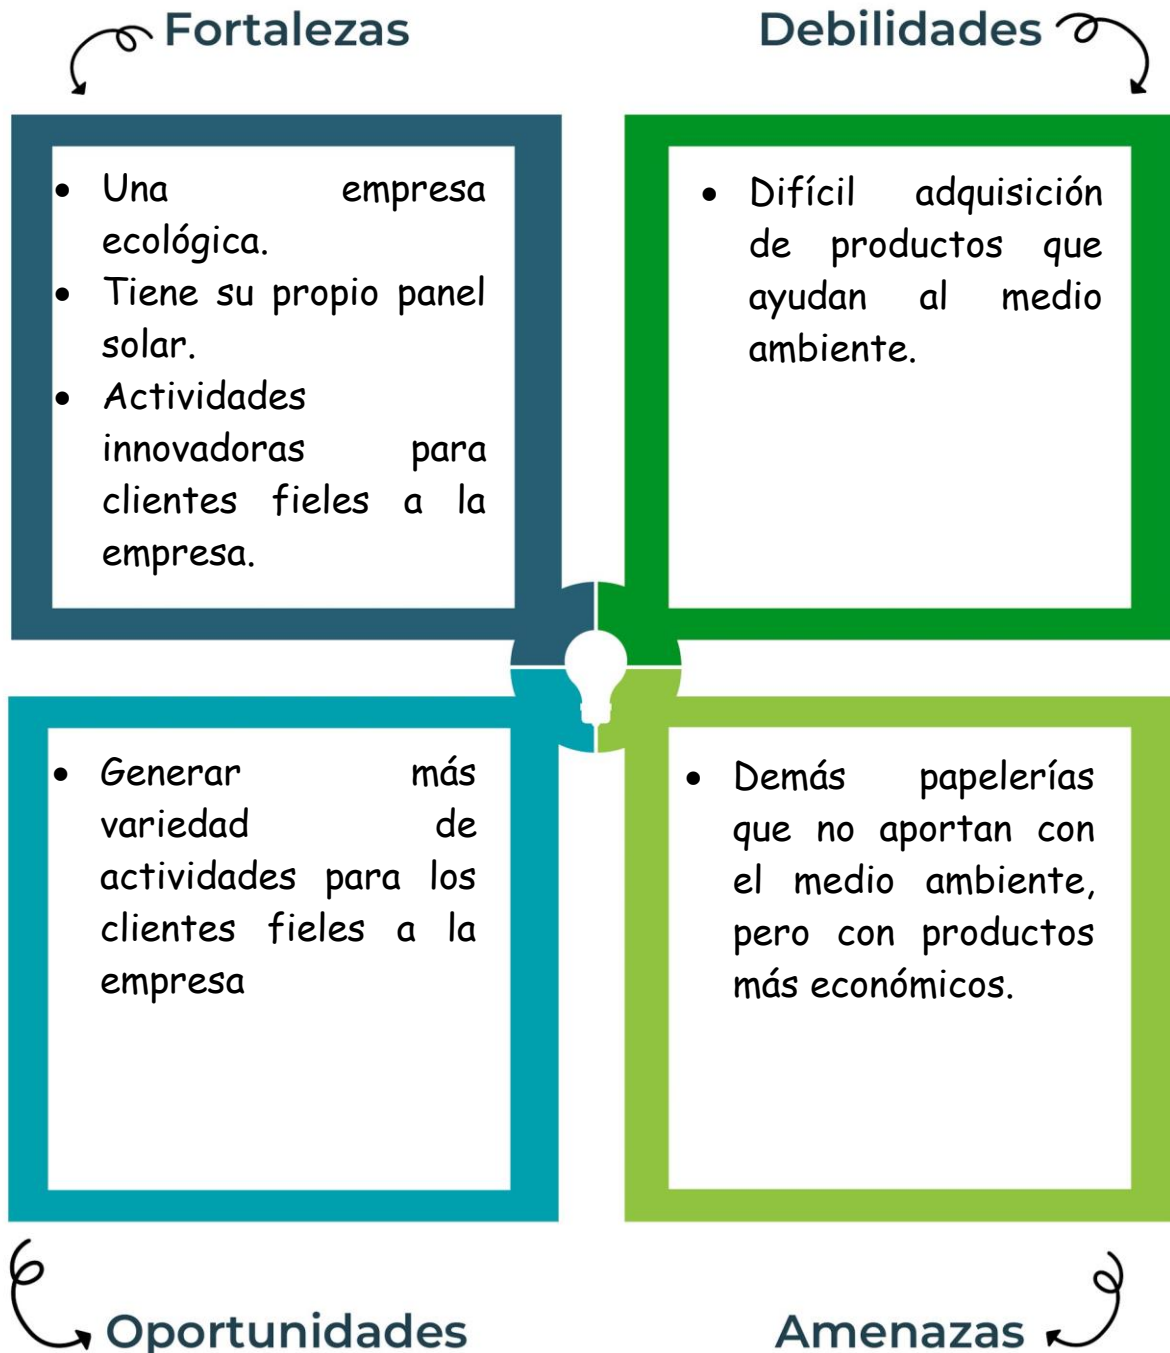 Fortalezas
Una empresa
ecológica.
Tiene su propio panel
solar.
Actividades
innovadoras para
clientes fieles a la
empresa.
Debilidades
Difícil adquisición
de productos que
ayudan al medio
ambiente.
Generar más
variedad de
actividades para los
clientes fieles a la
empresa
Oportunidades
Demás papelerías
que no aportan con
el medio ambiente,
pero con productos
más económicos.
Amenazas